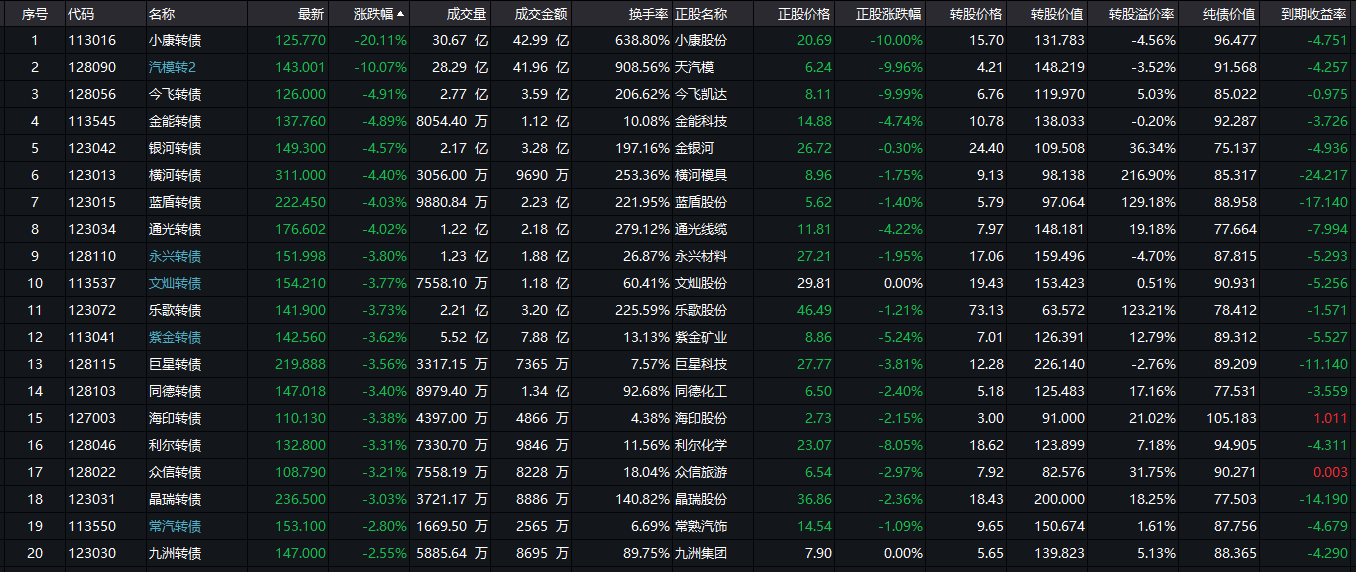 序号 代码 名称 最新 涨跌幅 成交量 成交金额 换手率 正股名称 正股价格 正股涨跌幅 转股价格 转股价值 转股溢价率 纯债价值 到期收益率
1 113016 小康转债 125.770 -20.11% 30.67 亿 42.99 亿 638.80% 小康股份 20.69 -10.00% 15.70 131.783 -4.56% 96.477 -4.751
2 128090 汽模转2 143.001 -10.07% 28.29 亿 41.96 亿 908.56% 天汽模 6.24 -9.96% 4.21 148.219 -3.52% 91.568 -4.257
3 128056 今飞转债 126.000 -4.91% 2.77 亿 3.59 亿 206.62% 今飞凯达 8.11 -9.99% 6.76 119.970 5.03% 85.022 -0.975
4 113545 金能转债 137.760 -4.89% 8054.40 万 1.12 亿 10.08% 金能科技 14.88 -4.74% 10.78 138.033 -0.20% 92.287 -3.726
5 123042 银河转债 149.300 -4.57% 2.17 亿 3.28 亿 197.16% 金银河 26.72 -0.30% 24.40 109.508 36.34% 75.137 -4.936
6 123013 横河转债 311.000 -4.40% 3056.00 万 9690 万 253.36% 横河模具 8.96 -1.75% 9.13 98.138 216.90% 85.317 -24.217
7 123015 蓝盾转债 222.450 -4.03% 9880.84 万 2.23 亿 221.95% 蓝盾股份 5.62 -1.40% 5.79 97.064 129.18% 88.958 -17.140
8 123034 通光转债 176.602 -4.02% 1.22 亿 2.18 亿 279.12% 通光线缆 11.81 -4.22% 7.97 148.181 19.18% 77.664 -7.994
9 128110 永兴转债 151.998 -3.80% 1.23 亿 1.88 亿 26.87% 永兴材料 27.21 -1.95% 17.06 159.496 -4.70% 87.815 -5.293
10 113537 文灿转债 154.210 -3.77% 7558.10 万 1.18 亿 60.41% 文灿股份 29.81 0.00% 19.43 153.423 0.51% 90.931 -5.256
11 123072 乐歌转债 141.900 -3.73% 2.21 亿 3.20 亿 225.59% 乐歌股份 46.49 -1.21% 73.13 63.572 123.21% 78.412 -1.571
12 113041 紫金转债 142.560 -3.62% 5.52 亿 7.88 亿 13.13% 紫金矿业 8.86 -5.24% 7.01 126.391 12.79% 89.312 -5.527
13 128115 巨星转债 219.888 -3.56% 3317.15 万 7365 万 7.57% 巨星科技 27.77 -3.81% 12.28 226.140 -2.76% 89.209 -11.140
14 128103 同德转债 147.018 -3.40% 8979.40 万 1.34 亿 92.68% 同德化工 6.50 -2.40% 5.18 125.483 17.16% 77.531 -3.559
15 127003 海印转债 110.130 -3.38% 4397.00 万 4866 万 4.38% 海印股份 2.73 -2.15% 3.00 91.000 21.02% 105.183 1.011
16 128046 利尔转债 132.800 -3.31% 7330.70 万 9846 万 11.56% 利尔化学 23.07 -8.05% 18.62 123.899 7.18% 94.905 -4.311
17 128022 众信转债 108.790 -3.21% 7558.19 万 8228 万 18.04% 众信旅游 6.54 -2.97% 7.92 82.576 31.75% 90.271 0.003
18 123031 晶瑞转债 236.500 -3.03% 3721.17 万 8886 万 140.82% 晶瑞股份 36.86 -2.36% 18.43 200.000 18.25% 77.503 -14.190
19 113550 常汽转债 153.100 -2.80% 1669.50 万 2565 万 6.69% 常熟汽饰 14.54 -1.09% 9.65 150.674 1.61% 87.756 -4.679
20 123030 九洲转债 147.000 -2.55% 5885.64 万 8695 万 89.75% 九洲集团 7.90 0.00% 5.65 139.823 5.13% 88.365 -4.290